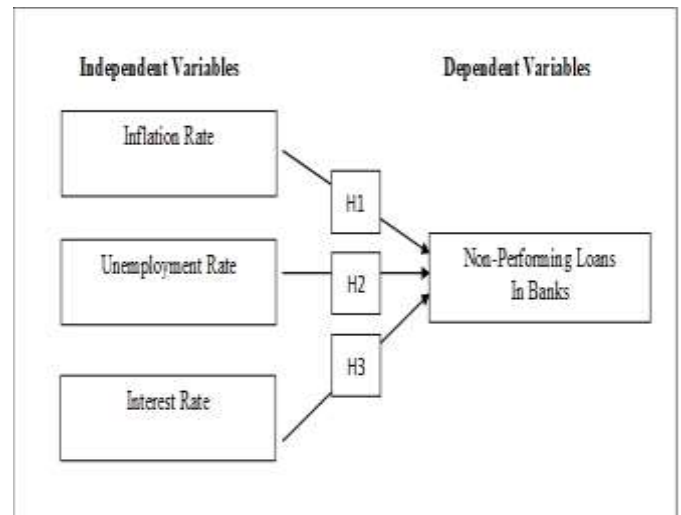 Independent Variables
Dependent Variables
Inflation Rate
H1
Unemployment Rate
H2
Non-Performing Loans
In Banks
H3
Interest Rate